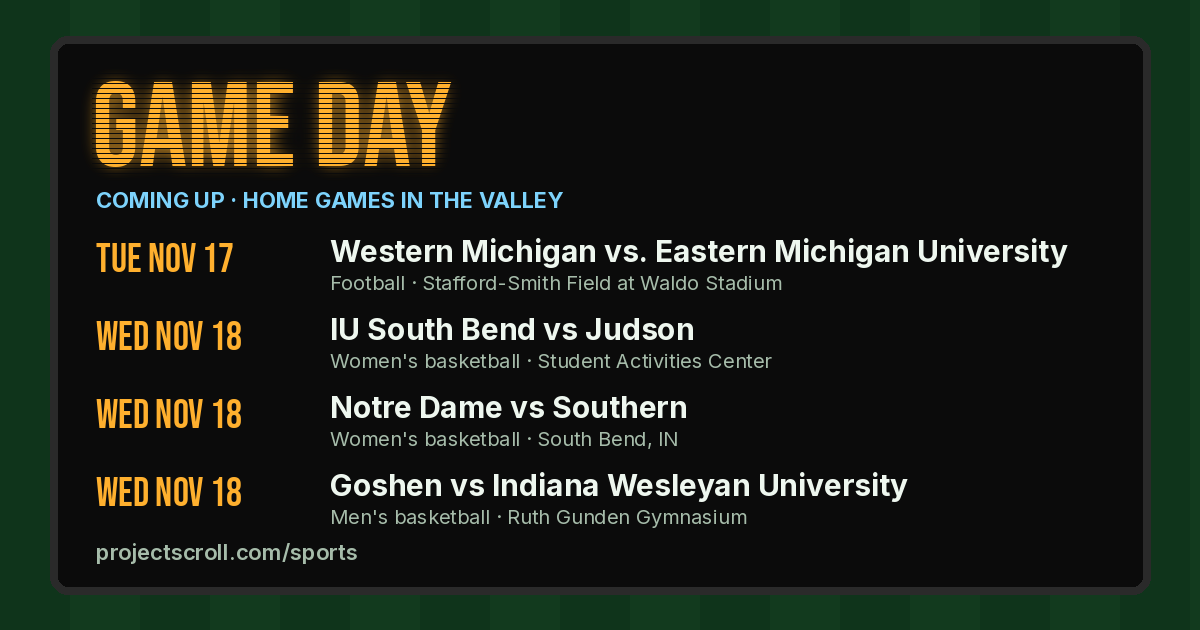 GAME DAY
COMING UP · HOME GAMES IN THE VALLEY
TUE NOV 17
Western Michigan vs. Eastern Michigan University
Football · Stafford-Smith Field at Waldo Stadium
WED NOV 18
IU South Bend vs Judson
Women's basketball · Student Activities Center
WED NOV 18
Notre Dame vs Southern
Women's basketball · South Bend, IN
WED NOV 18
Goshen vs Indiana Wesleyan University
Men's basketball · Ruth Gunden Gymnasium
projectscroll.com/sports